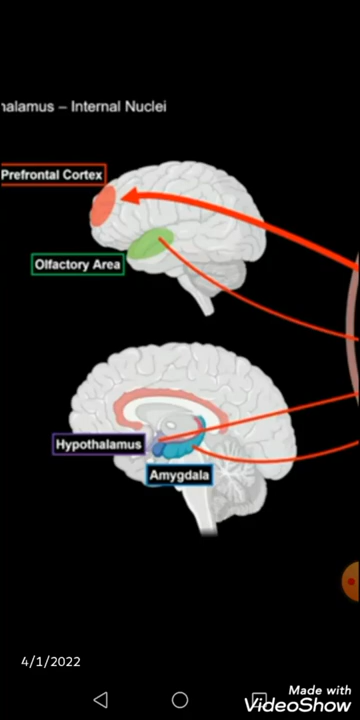 halamus – Internal Nuclei
Prefrontal Cortex
Olfactory Area
Hypothalamus
Amygdala
4/1/2022
Made with
VideoShow